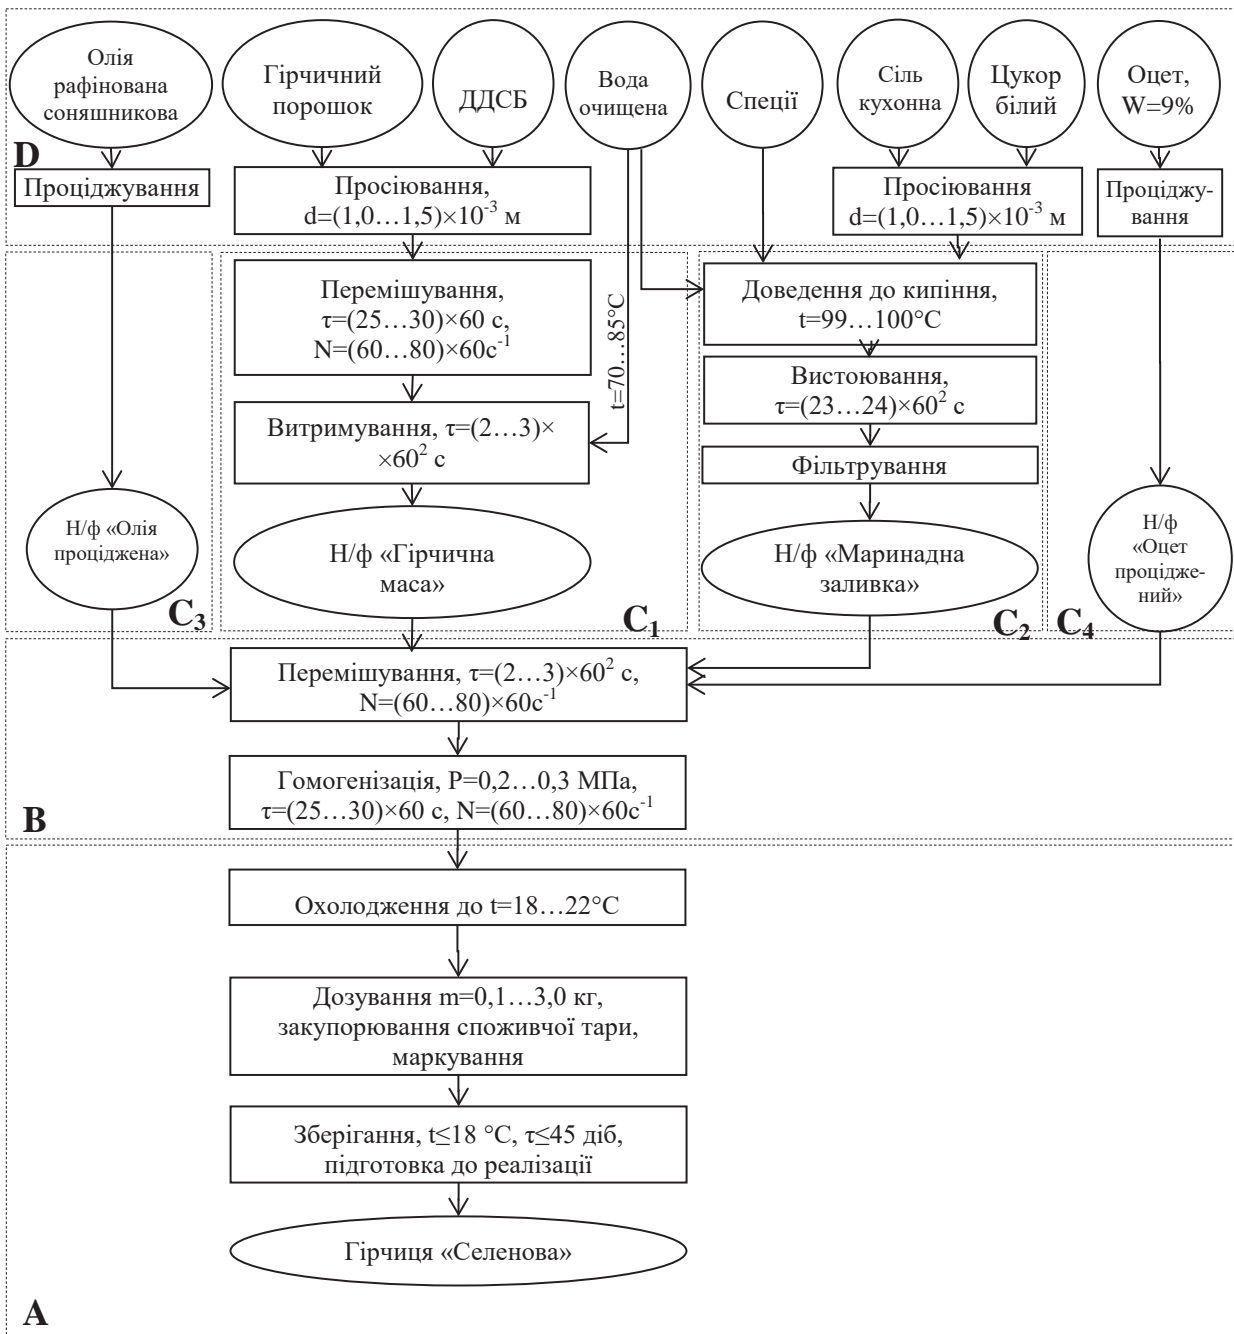 Олія
рафінована
соняшникова
Гірчичний
порошок
ДДСБ
Вода
очищена
Спеції
Сіль
кухонна
Цукор
білий
Оцет,
W=9%
D
Проціджування
Просіювання,
d=(1,0…1,5)×10⁻³ м
Просіювання
d=(1,0…1,5)×10⁻³ м
Проціджу-
вання
Перемішування,
τ=(25…30)×60 с,
N=(60…80)×60с⁻¹
t=70…85°С
Доведення до кипіння,
t=99…100°С
Вистоювання,
τ=(23…24)×60² с
Витримування, τ=(2…3)×
×60² с
Фільтрування
Н/ф «Олія
проціджена»
Н/ф «Гірчична
маса»
Н/ф «Маринадна
заливка»
Н/ф
«Оцет
проціджe-
ний»
C₃
C₁
C₂
C₄
Перемішування, τ=(2…3)×60² с,
N=(60…80)×60с⁻¹
Гомогенізація, P=0,2…0,3 МПа,
τ=(25…30)×60 с, N=(60…80)×60с⁻¹
B
Охолодження до t=18…22°С
Дозування m=0,1…3,0 кг,
закупорювання споживчої тари,
маркування
Зберігання, t≤18 °С, τ≤45 діб,
підготовка до реалізації
Гірчиця «Селенова»
A